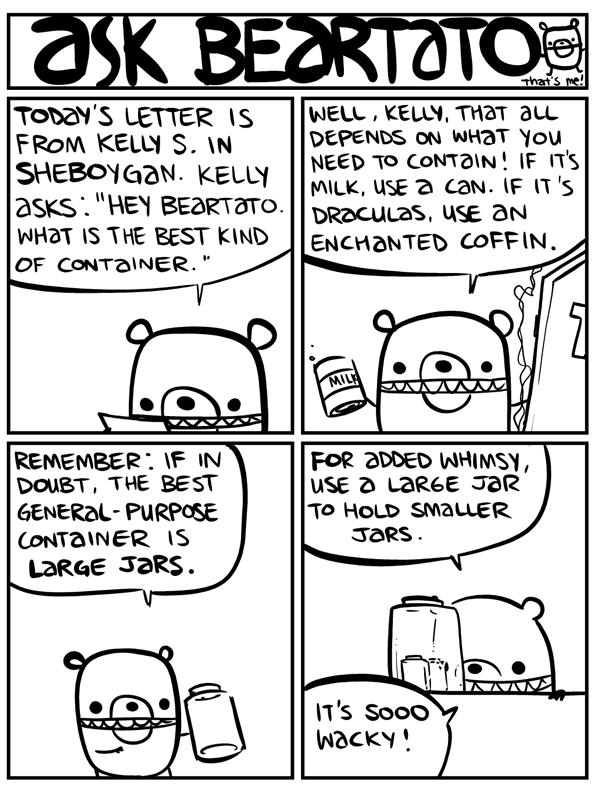 ASK BEARTATO
that's me!
TODAY'S LETTER IS
FROM KELLY S. IN
SHEBOYGAN. KELLY
ASKS: "HEY BEARTATO.
WHAT IS THE BEST KIND
OF CONTAINER."
WELL, KELLY, THAT ALL
DEPENDS ON WHAT YOU
NEED TO CONTAIN! IF IT'S
MILK, USE A CAN. IF IT'S
DRACULAS, USE AN
ENCHANTED COFFIN.
MILK
REMEMBER: IF IN
DOUBT, THE BEST
GENERAL-PURPOSE
CONTAINER IS
LARGE JARS.
FOR ADDED WHIMSY,
USE A LARGE JAR
TO HOLD SMALLER
JARS.
IT'S SOOO
WACKY!